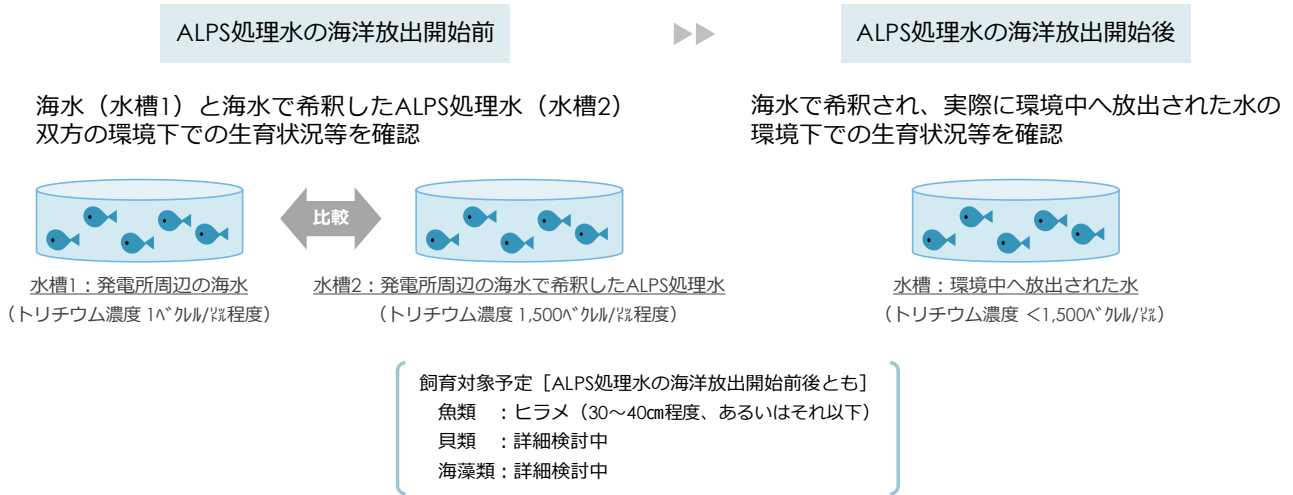 ALPS処理水の海洋放出開始前
ALPS処理水の海洋放出開始後
海水（水槽1）と海水で希釈したALPS処理水（水槽2）
双方の環境下での生育状況等を確認
海水で希釈され、実際に環境中へ放出された水の
環境下での生育状況等を確認
比較
水槽1：発電所周辺の海水
（トリチウム濃度 1ﾍﾞｸﾚﾙ/㍑程度）
水槽2：発電所周辺の海水で希釈したALPS処理水
（トリチウム濃度 1,500ﾍﾞｸﾚﾙ/㍑程度）
水槽：環境中へ放出された水
（トリチウム濃度 ＜1,500ﾍﾞｸﾚﾙ/㍑）
飼育対象予定［ALPS処理水の海洋放出開始前後とも］
魚類　：ヒラメ（30～40㎝程度、あるいはそれ以下）
貝類　：詳細検討中
海藻類：詳細検討中